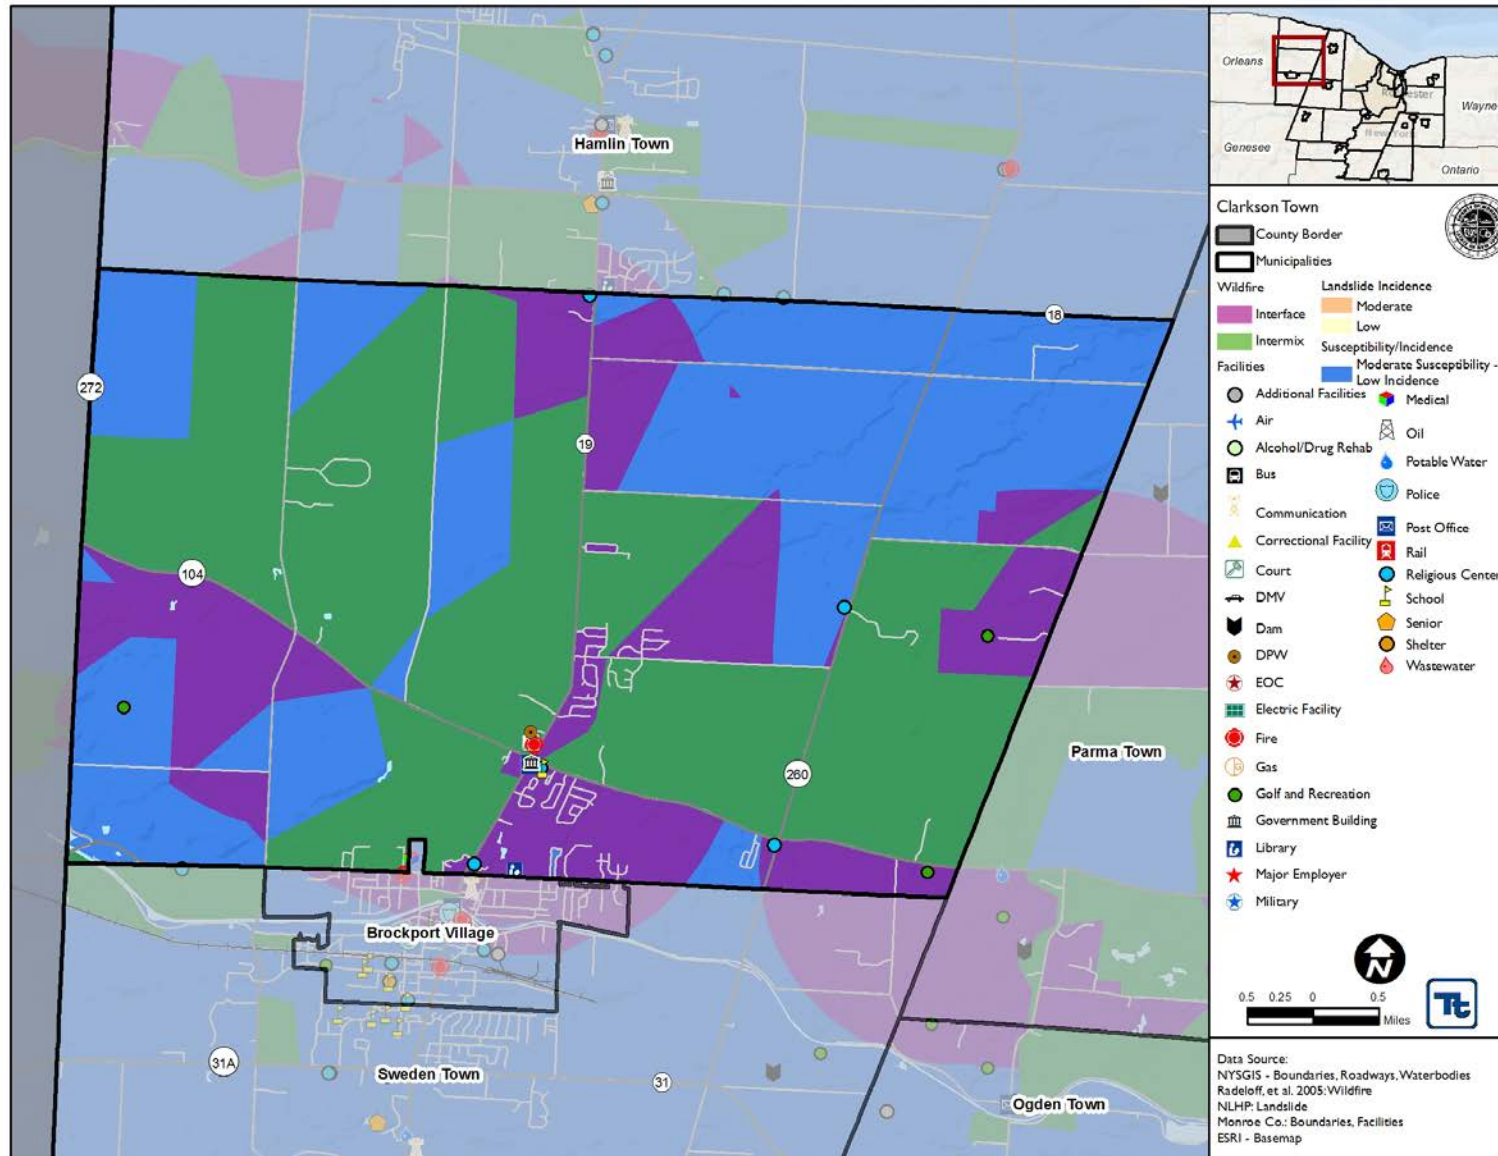 Hamlin Town
18
272
19
104
260
Parma Town
Brockport Village
31A
Sweden Town
31
Ogden Town
Orleans
Rochester
Wayne
New York
Genesee
Ontario
Clarkson Town
County Border
Municipalities
Wildfire
Interface
Intermix
Landslide Incidence
Moderate
Low
Susceptibility/Incidence
Moderate Susceptibility -
Low Incidence
Facilities
Additional Facilities
Air
Alcohol/Drug Rehab
Bus
Communication
Correctional Facility
Court
DMV
Dam
DPW
EOC
Electric Facility
Fire
Gas
Golf and Recreation
Government Building
Library
Major Employer
Military
Medical
Oil
Potable Water
Police
Post Office
Rail
Religious Center
School
Senior
Shelter
Wastewater
N
0.5 0.25 0 0.5
Miles
Data Source:
NYSGIS - Boundaries, Roadways, Waterbodies
Radeloff, et al. 2005: Wildfire
NLHP: Landslide
Monroe Co.: Boundaries, Facilities
ESRI - Basemap